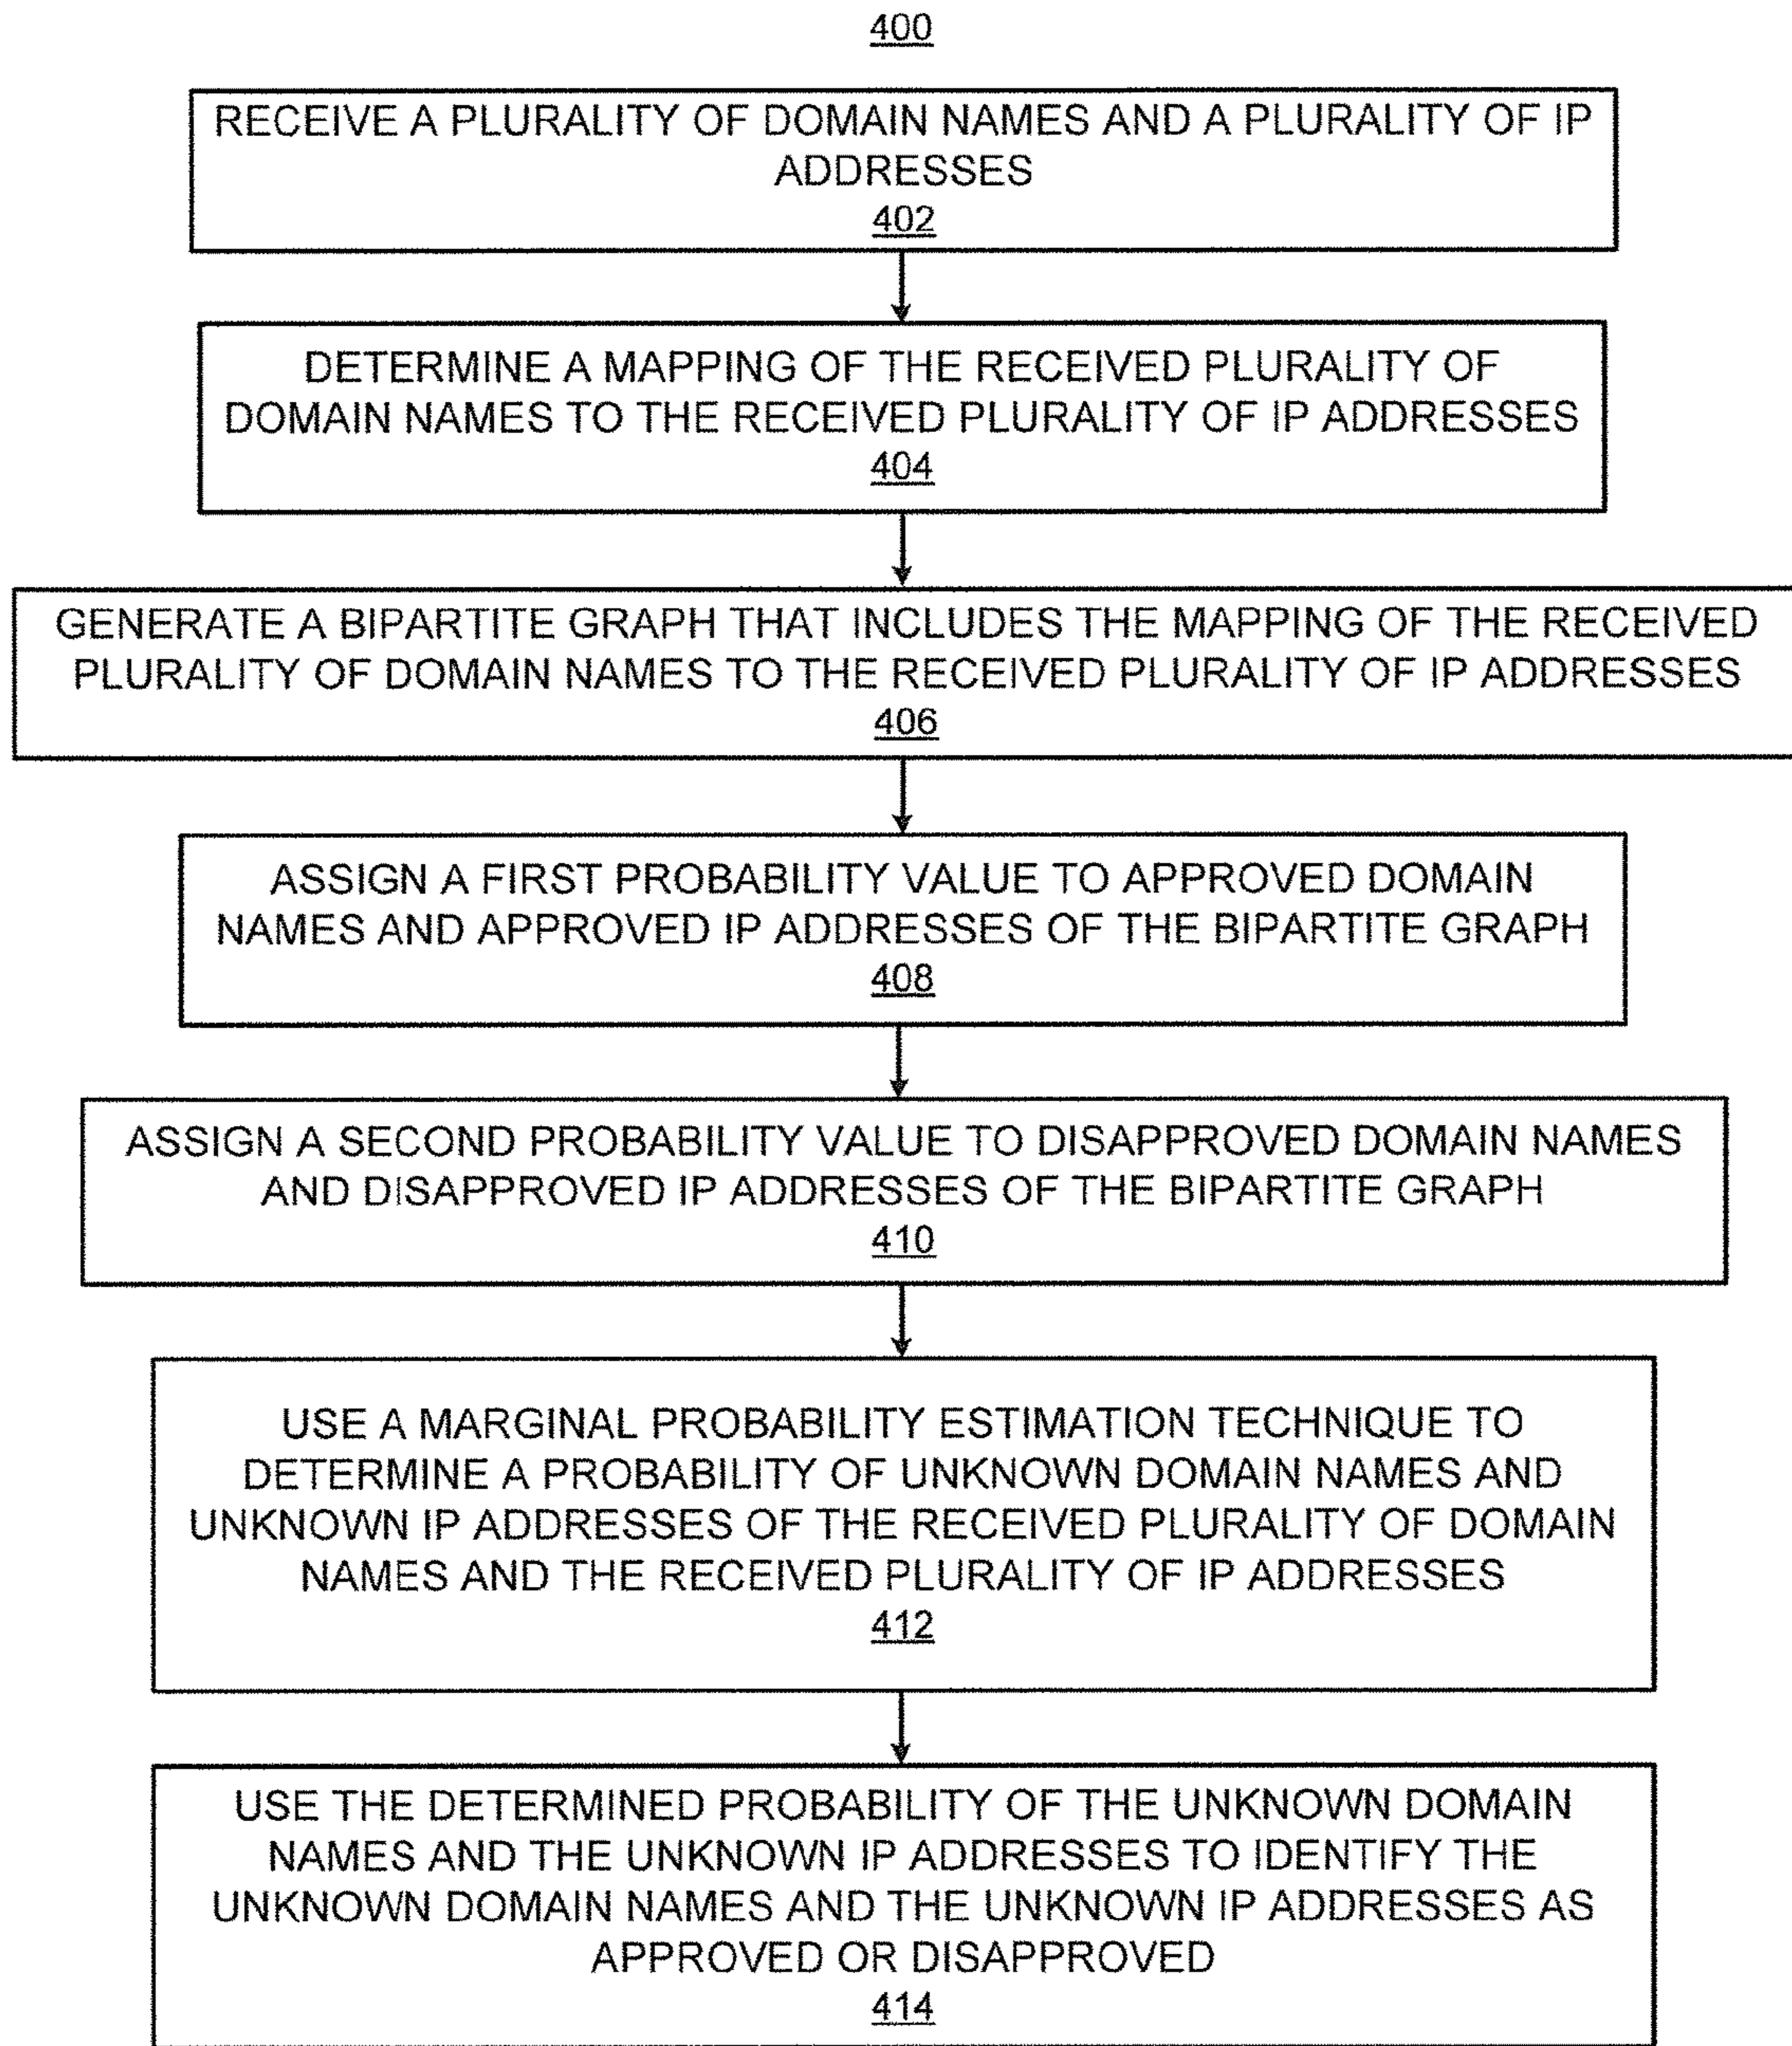 400
RECEIVE A PLURALITY OF DOMAIN NAMES AND A PLURALITY OF IP
ADDRESSES
402
DETERMINE A MAPPING OF THE RECEIVED PLURALITY OF
DOMAIN NAMES TO THE RECEIVED PLURALITY OF IP ADDRESSES
404
GENERATE A BIPARTITE GRAPH THAT INCLUDES THE MAPPING OF THE RECEIVED
PLURALITY OF DOMAIN NAMES TO THE RECEIVED PLURALITY OF IP ADDRESSES
406
ASSIGN A FIRST PROBABILITY VALUE TO APPROVED DOMAIN
NAMES AND APPROVED IP ADDRESSES OF THE BIPARTITE GRAPH
408
ASSIGN A SECOND PROBABILITY VALUE TO DISAPPROVED DOMAIN NAMES
AND DISAPPROVED IP ADDRESSES OF THE BIPARTITE GRAPH
410
USE A MARGINAL PROBABILITY ESTIMATION TECHNIQUE TO
DETERMINE A PROBABILITY OF UNKNOWN DOMAIN NAMES AND
UNKNOWN IP ADDRESSES OF THE RECEIVED PLURALITY OF DOMAIN
NAMES AND THE RECEIVED PLURALITY OF IP ADDRESSES
412
USE THE DETERMINED PROBABILITY OF THE UNKNOWN DOMAIN
NAMES AND THE UNKNOWN IP ADDRESSES TO IDENTIFY THE
UNKNOWN DOMAIN NAMES AND THE UNKNOWN IP ADDRESSES AS
APPROVED OR DISAPPROVED
414